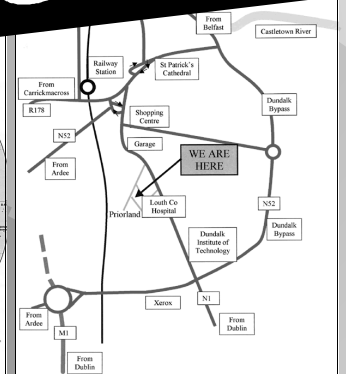 From
Belfast
Castletown River
Railway
Station
St Patrick's
Cathedral
From
Carrickmacross
R178
Dundalk
Bypass
Shopping
Centre
N52
Garage
From
Ardee
WE ARE
HERE
N52
Priorland
Louth Co
Hospital
Dundalk
Bypass
Dundalk
Institute of
Technology
Xerox
N1
From
Ardee
M1
From
Dublin
From
Dublin